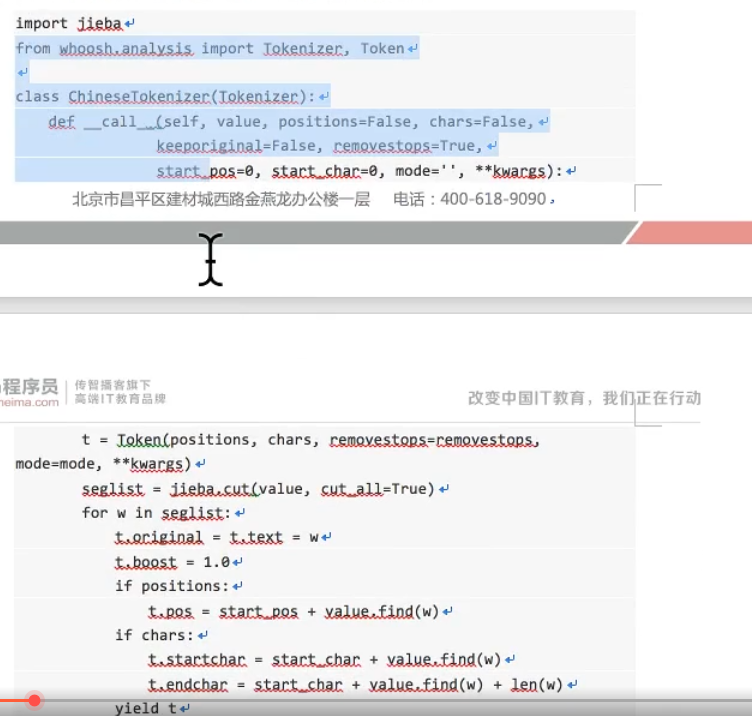 import jieba
from whoosh.analysis import Tokenizer, Token
class ChineseTokenizer(Tokenizer):
    def __call__(self, value, positions=False, chars=False,
                 keeporiginal=False, removestops=True,
                 start_pos=0, start_char=0, mode='', **kwargs):
北京市昌平区建材城西路金燕龙办公楼一层 电话：400-618-9090
程序员
heima.com
传智播客旗下
高端IT教育品牌
改变中国IT教育，我们正在行动
        t = Token(positions, chars, removestops=removestops,
mode=mode, **kwargs)
        seglist = jieba.cut(value, cut_all=True)
        for w in seglist:
            t.original = t.text = w
            t.boost = 1.0
            if positions:
                t.pos = start_pos + value.find(w)
            if chars:
                t.startchar = start_char + value.find(w)
                t.endchar = start_char + value.find(w) + len(w)
            yield t